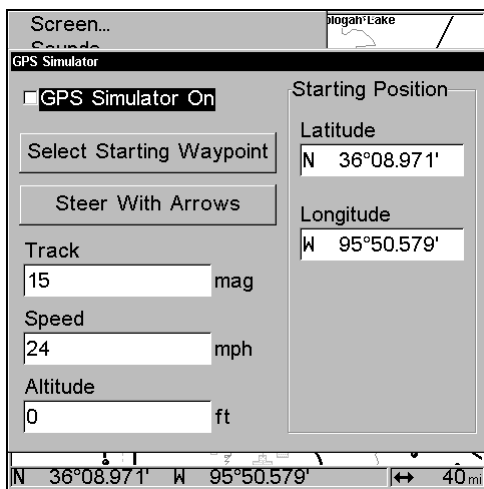 Screen...
ologah Lake
Sounds...
GPS Simulator
GPS Simulator On
Select Starting Waypoint
Steer With Arrows
Track
15 mag
Speed
24 mph
Altitude
0 ft
Starting Position
Latitude
N 36°08.971'
Longitude
W 95°50.579'
N 36°08.971' W 95°50.579' ↔ 40 mi